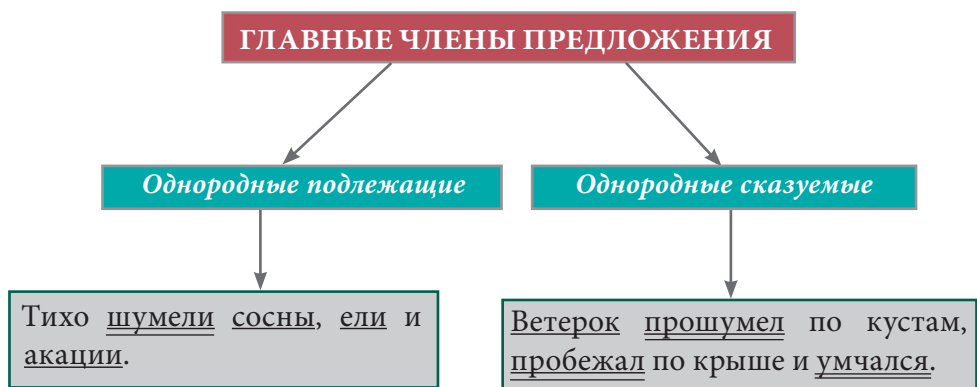 ГЛАВНЫЕ ЧЛЕНЫ ПРЕДЛОЖЕНИЯ
Однородные подлежащие
Однородные сказуемые
Тихо шумели сосны, ели и
акации.
Ветерок прошумел по кустам,
пробежал по крыше и умчался.